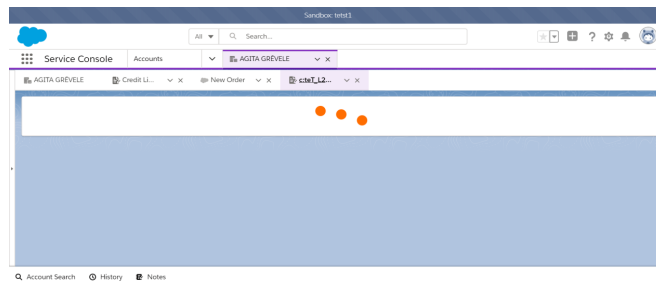 Sandbox: tetst1
All Search...
Service Console Accounts AGITA GRĒVELE
AGITA GRĒVELE Credit Li... New Order c:teT_L2...
Account Search History Notes